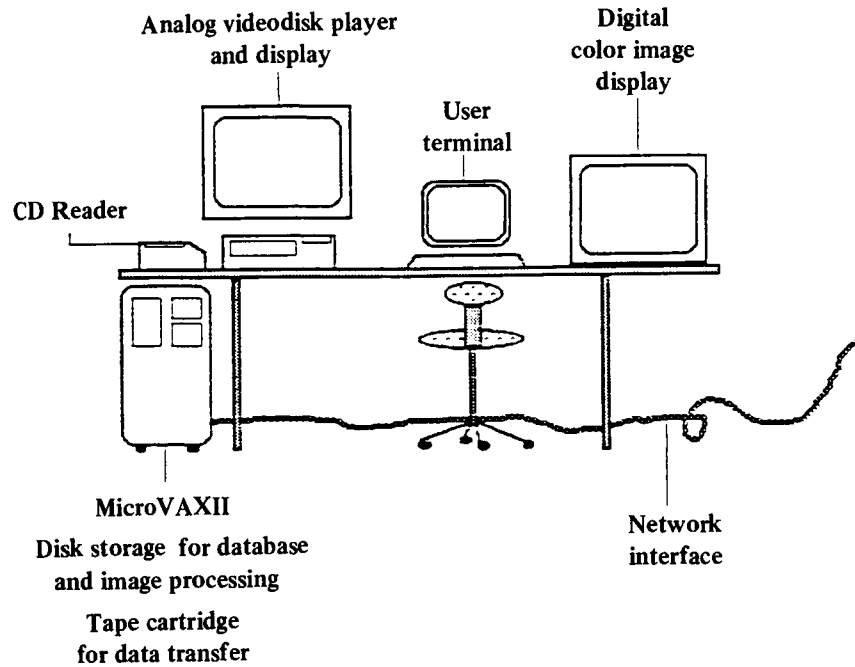 Analog videodisk player
and display
Digital
color image
display
User
terminal
CD Reader
MicroVAXII
Disk storage for database
and image processing
Tape cartridge
for data transfer
Network
interface